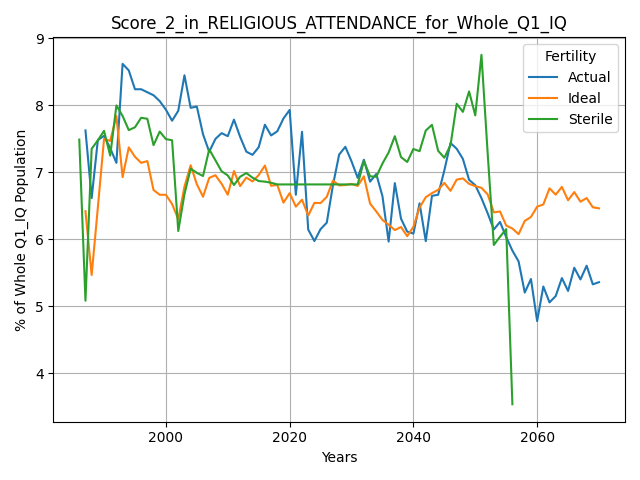 Score_2_in_RELIGIOUS_ATTENDANCE_for_Whole_Q1_IQ
% of Whole Q1_IQ Population
9
8
7
6
5
4
Fertility
Actual
Ideal
Sterile
2000
2020
2040
2060
Years